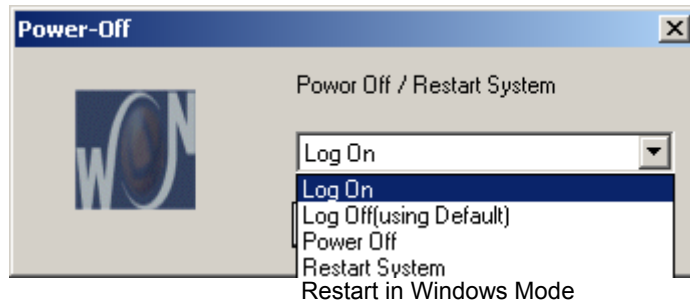 Power-Off
Powor Off / Restart System
WON
Log On
Log On
Log Off(using Default)
Power Off
Restart System
Restart in Windows Mode